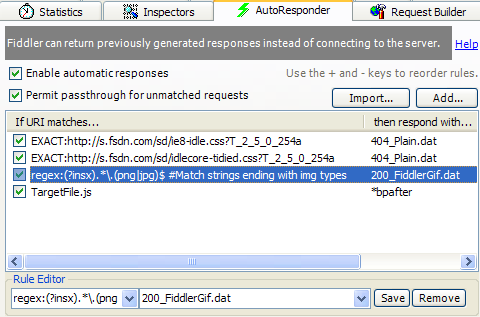 Statistics Inspectors AutoResponder Request Builder
Fiddler can return previously generated responses instead of connecting to the server. Help
Enable automatic responses Use the + and - keys to reorder rules.
Permit passthrough for unmatched requests Import... Add...
If URI matches... then respond with...
EXACT:http://s.fsdn.com/sd/ie8-idle.css?T_2_5_0_254a 404_Plain.dat
EXACT:http://s.fsdn.com/sd/idlecore-tidied.css?T_2_5_0_254a 404_Plain.dat
regex:(?insx).*\.(png|jpg)$ #Match strings ending with img types 200_FiddlerGif.dat
TargetFile.js *bpafter
Rule Editor
regex:(?insx).*\.(png 200_FiddlerGif.dat Save Remove